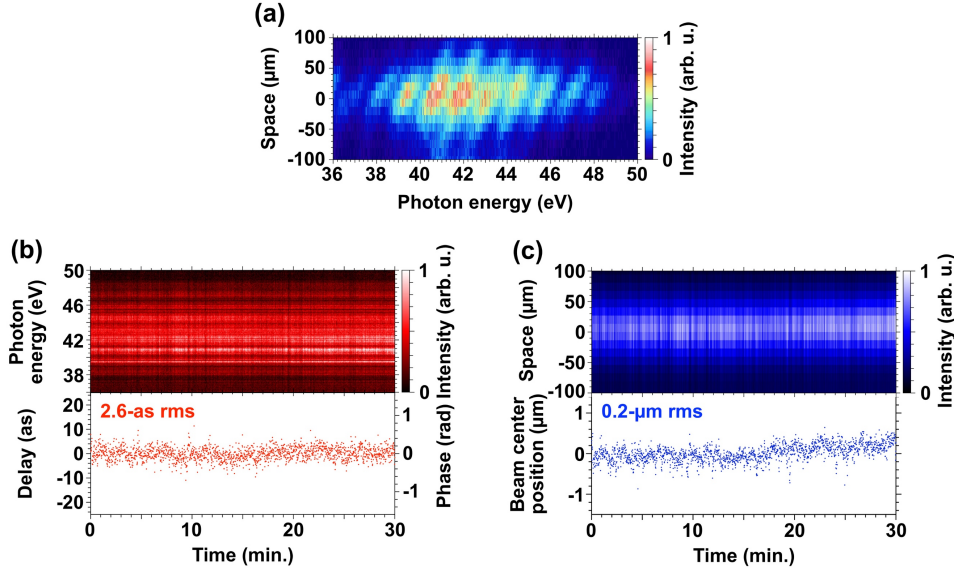 (a)
Space (µm)
100
50
0
-50
-100
36 38 40 42 44 46 48 50
Photon energy (eV)
1
0
Intensity (arb. u.)
(b)
Photon
energy (eV)
50
46
42
38
1
0
Intensity (arb. u.)
2.6-as rms
Delay (as)
20
10
0
-10
-20
1
0
-1
Phase (rad)
0 10 20 30
Time (min.)
(c)
Space (µm)
100
50
0
-50
-100
1
0
Intensity (arb. u.)
0.2-µm rms
Beam center
position (µm)
1
0
-1
0 10 20 30
Time (min.)